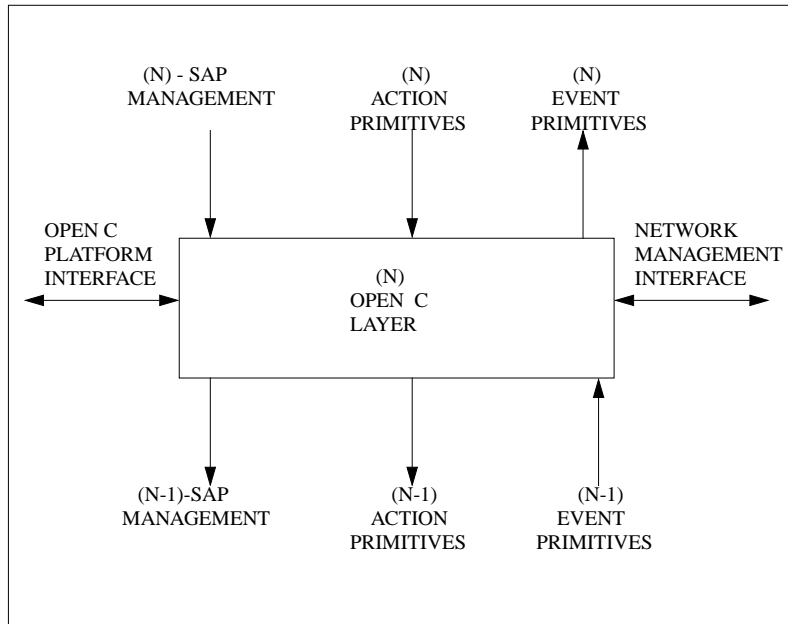 (N) - SAP
MANAGEMENT
(N)
ACTION
PRIMITIVES
(N)
EVENT
PRIMITIVES
OPEN C
PLATFORM
INTERFACE
(N)
OPEN C
LAYER
NETWORK
MANAGEMENT
INTERFACE
(N-1)-SAP
MANAGEMENT
(N-1)
ACTION
PRIMITIVES
(N-1)
EVENT
PRIMITIVES